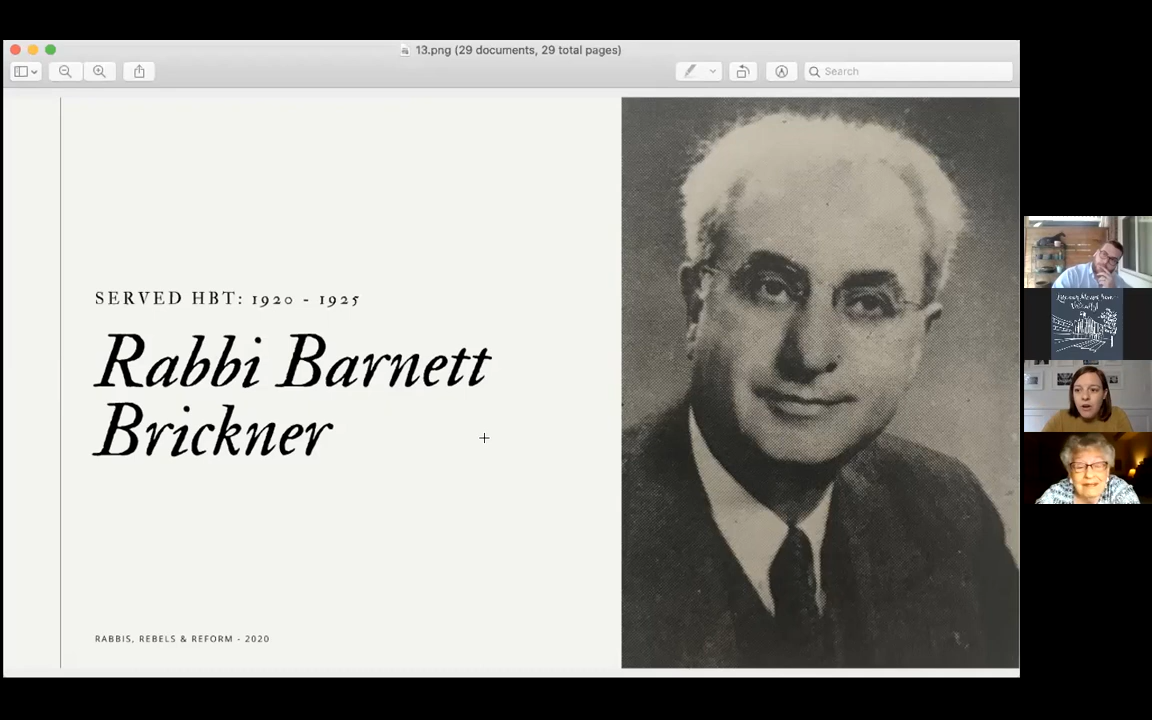 13.png (29 documents, 29 total pages)
Search
SERVED HBT: 1920 - 1925
Rabbi Barnett
Brickner
RABBIS, REBELS & REFORM - 2020